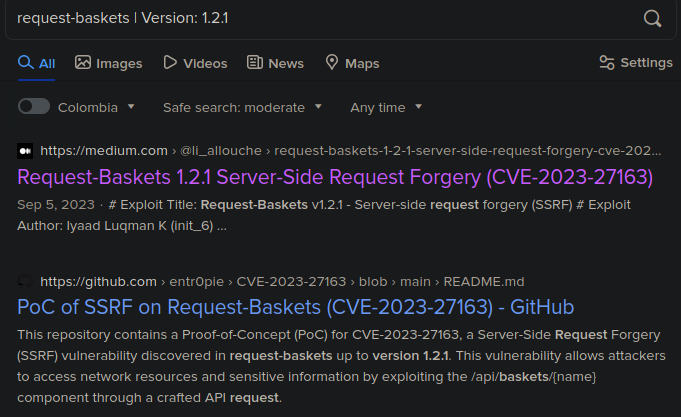 request-baskets | Version: 1.2.1
All Images Videos News Maps Settings
Colombia Safe search: moderate Any time
https://medium.com › @li_allouche › request-baskets-1-2-1-server-side-request-forgery-cve-202...
Request-Baskets 1.2.1 Server-Side Request Forgery (CVE-2023-27163)
Sep 5, 2023 · # Exploit Title: Request-Baskets v1.2.1 - Server-side request forgery (SSRF) # Exploit
Author: Iyaad Luqman K (init_6) ...
https://github.com › entr0pie › CVE-2023-27163 › blob › main › README.md
PoC of SSRF on Request-Baskets (CVE-2023-27163) - GitHub
This repository contains a Proof-of-Concept (PoC) for CVE-2023-27163, a Server-Side Request Forgery
(SSRF) vulnerability discovered in request-baskets up to version 1.2.1. This vulnerability allows attackers
to access network resources and sensitive information by exploiting the /api/baskets/{name}
component through a crafted API request.